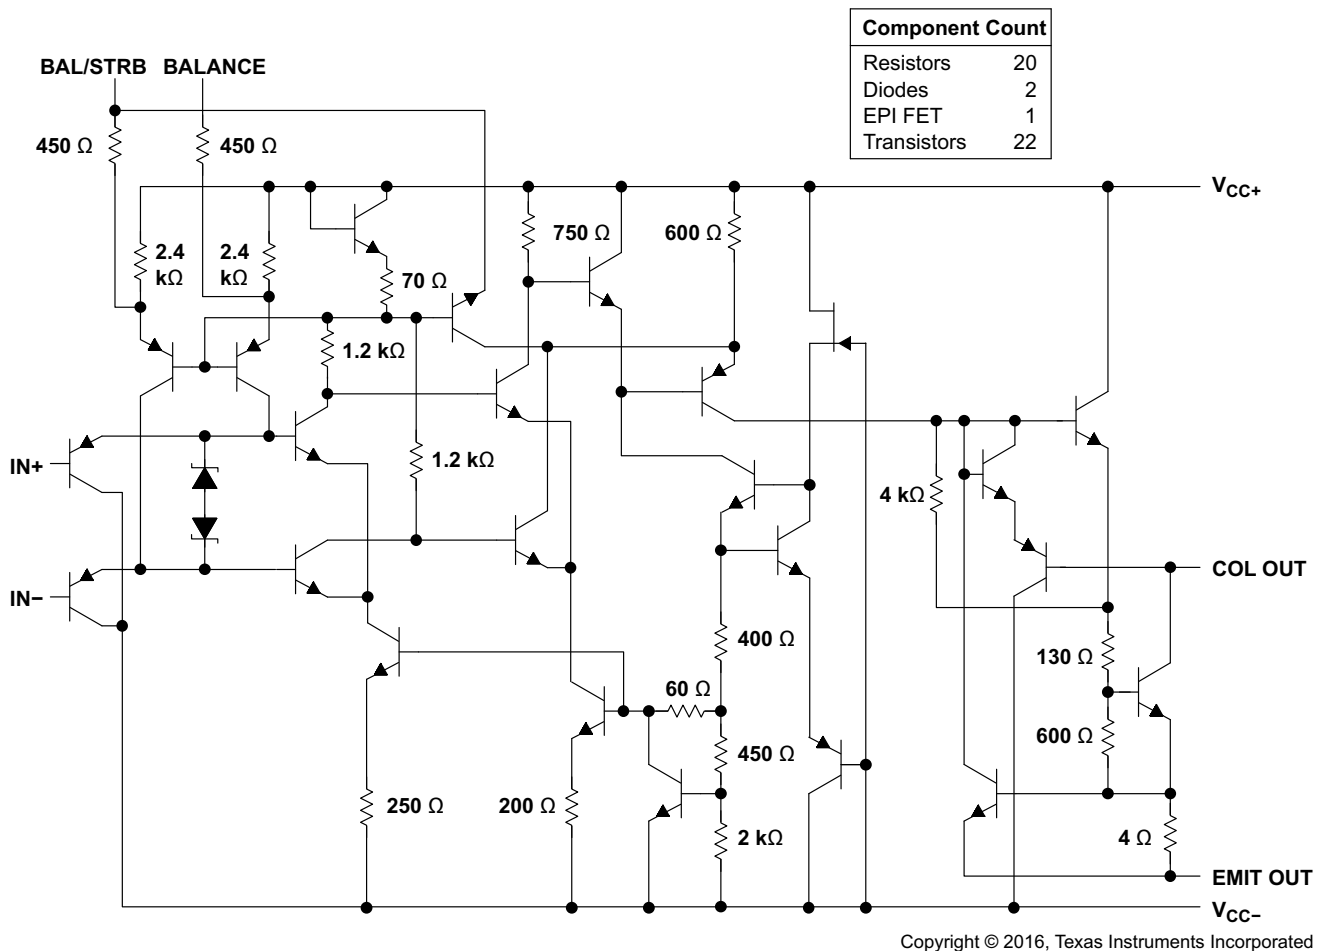 Component Count
Resistors 20
Diodes 2
EPI FET 1
Transistors 22
BAL/STRB BALANCE
450 Ω 450 Ω
VCC+
2.4 kΩ
2.4 kΩ
70 Ω
750 Ω 600 Ω
1.2 kΩ
IN+
1.2 kΩ
4 kΩ
COL OUT
IN−
400 Ω
130 Ω
60 Ω
600 Ω
450 Ω
250 Ω 200 Ω
2 kΩ
4 Ω
EMIT OUT
VCC−
Copyright © 2016, Texas Instruments Incorporated